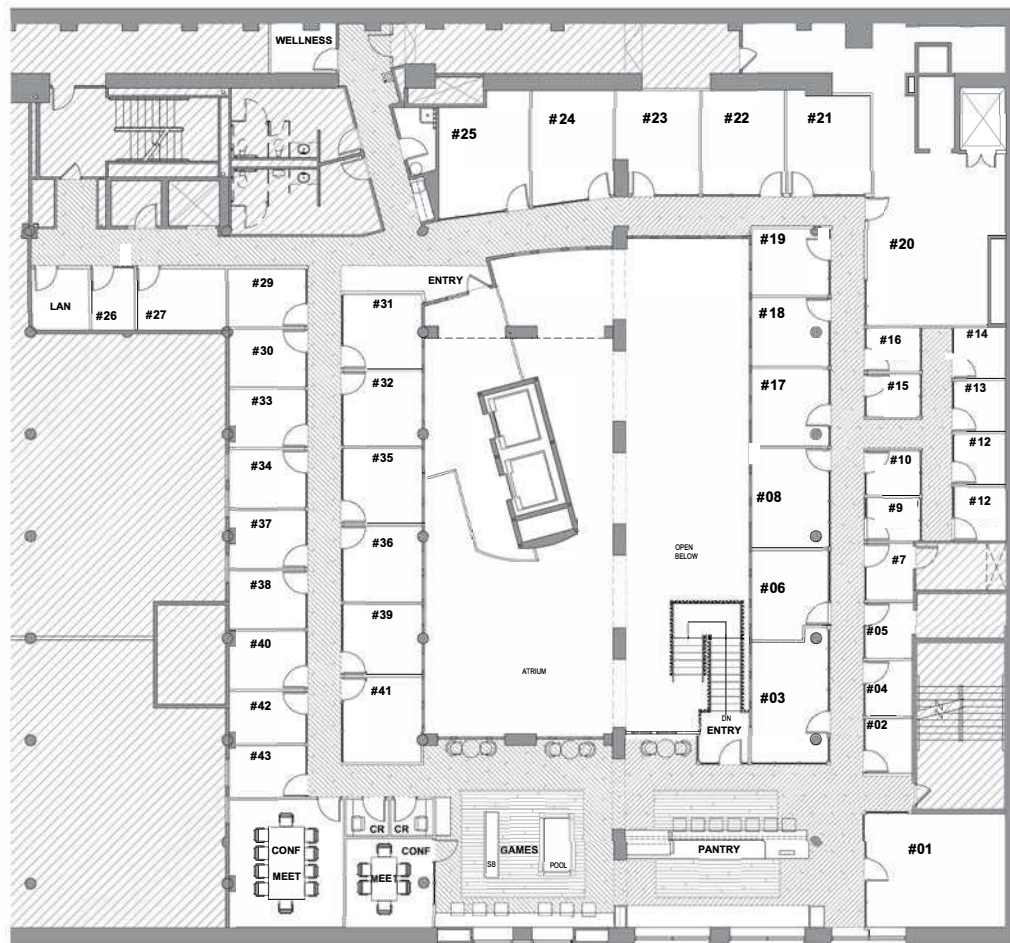 WELLNESS
#25
#24
#23
#22
#21
#20
#19
ENTRY
LAN
#26
#27
#29
#31
#18
#30
#32
#16
#14
#17
#15
#13
#33
#35
#12
#34
#08
#10
#12
#9
#37
#36
OPEN
BELOW
#7
#38
#06
#39
#05
#40
ATRIUM
#41
#03
#04
#42
DN
ENTRY
#02
#43
CR
CR
CONF
MEET
CONF
MEET
SB
GAMES
POOL
PANTRY
#01